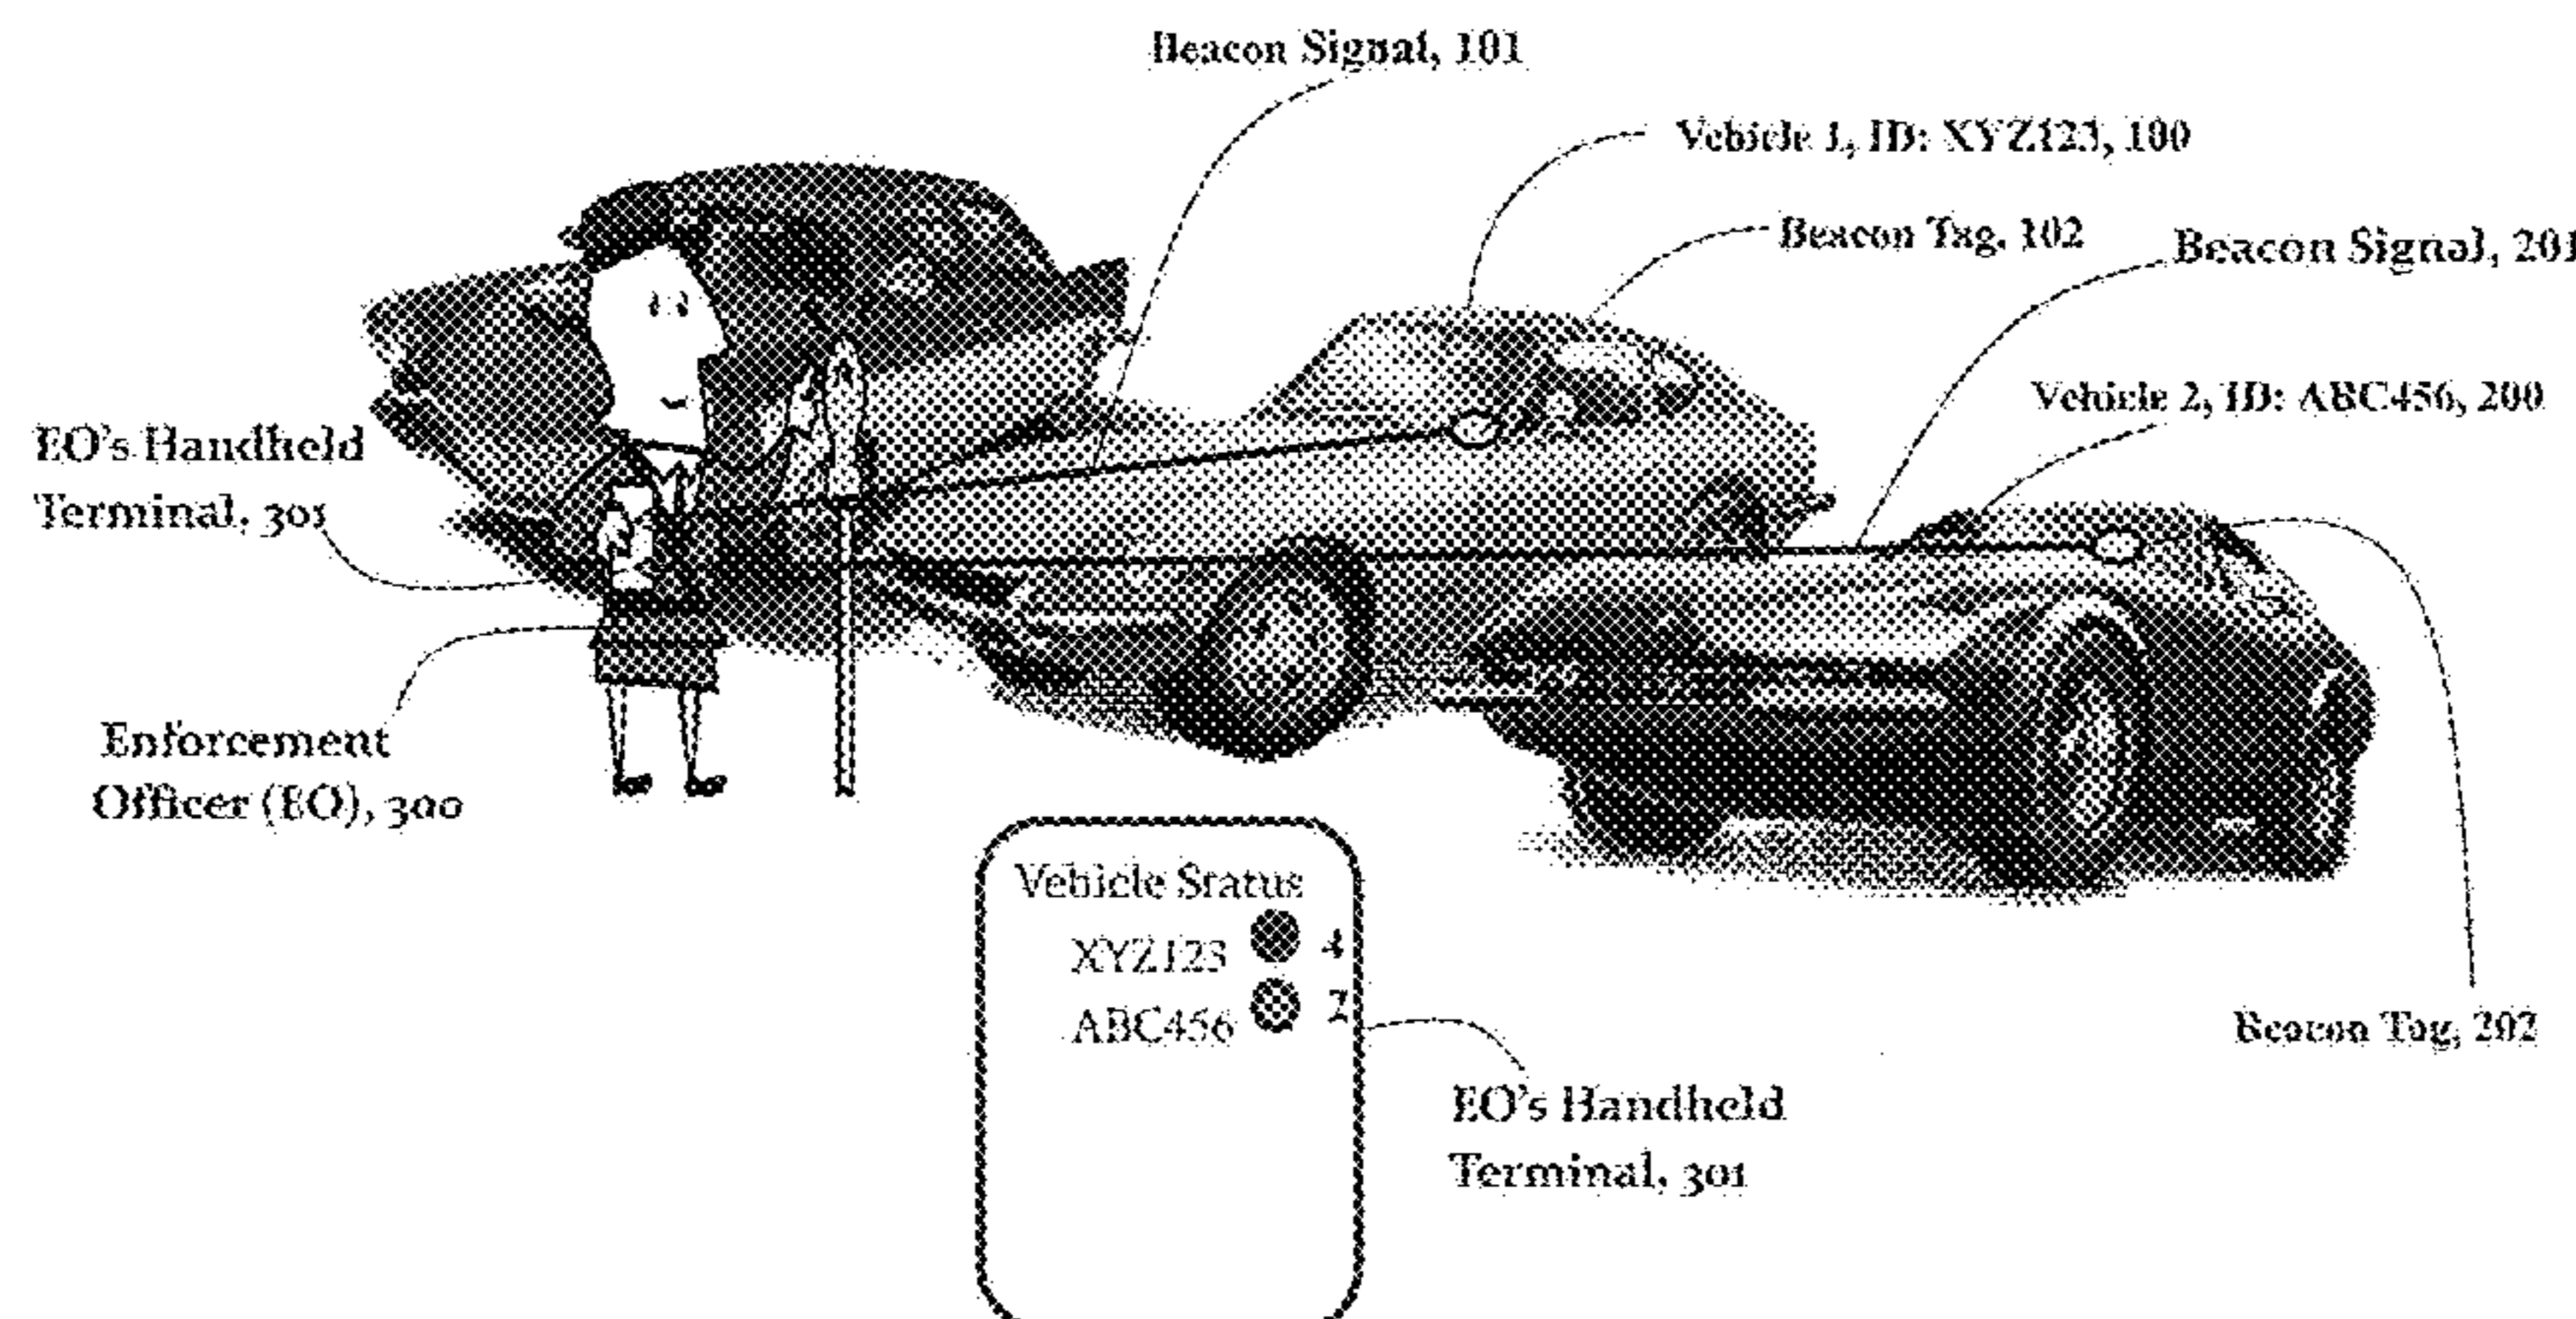 Beacon Signal, 101
Vehicle 1, ID: XYZ123, 100
Beacon Tag, 102
Beacon Signal, 201
Vehicle 2, ID: ABC456, 200
EO's Handheld
Terminal, 301
Enforcement
Officer (EO), 300
Vehicle Status
XYZ123 4
ABC456
Beacon Tag, 202
EO's Handheld
Terminal, 301